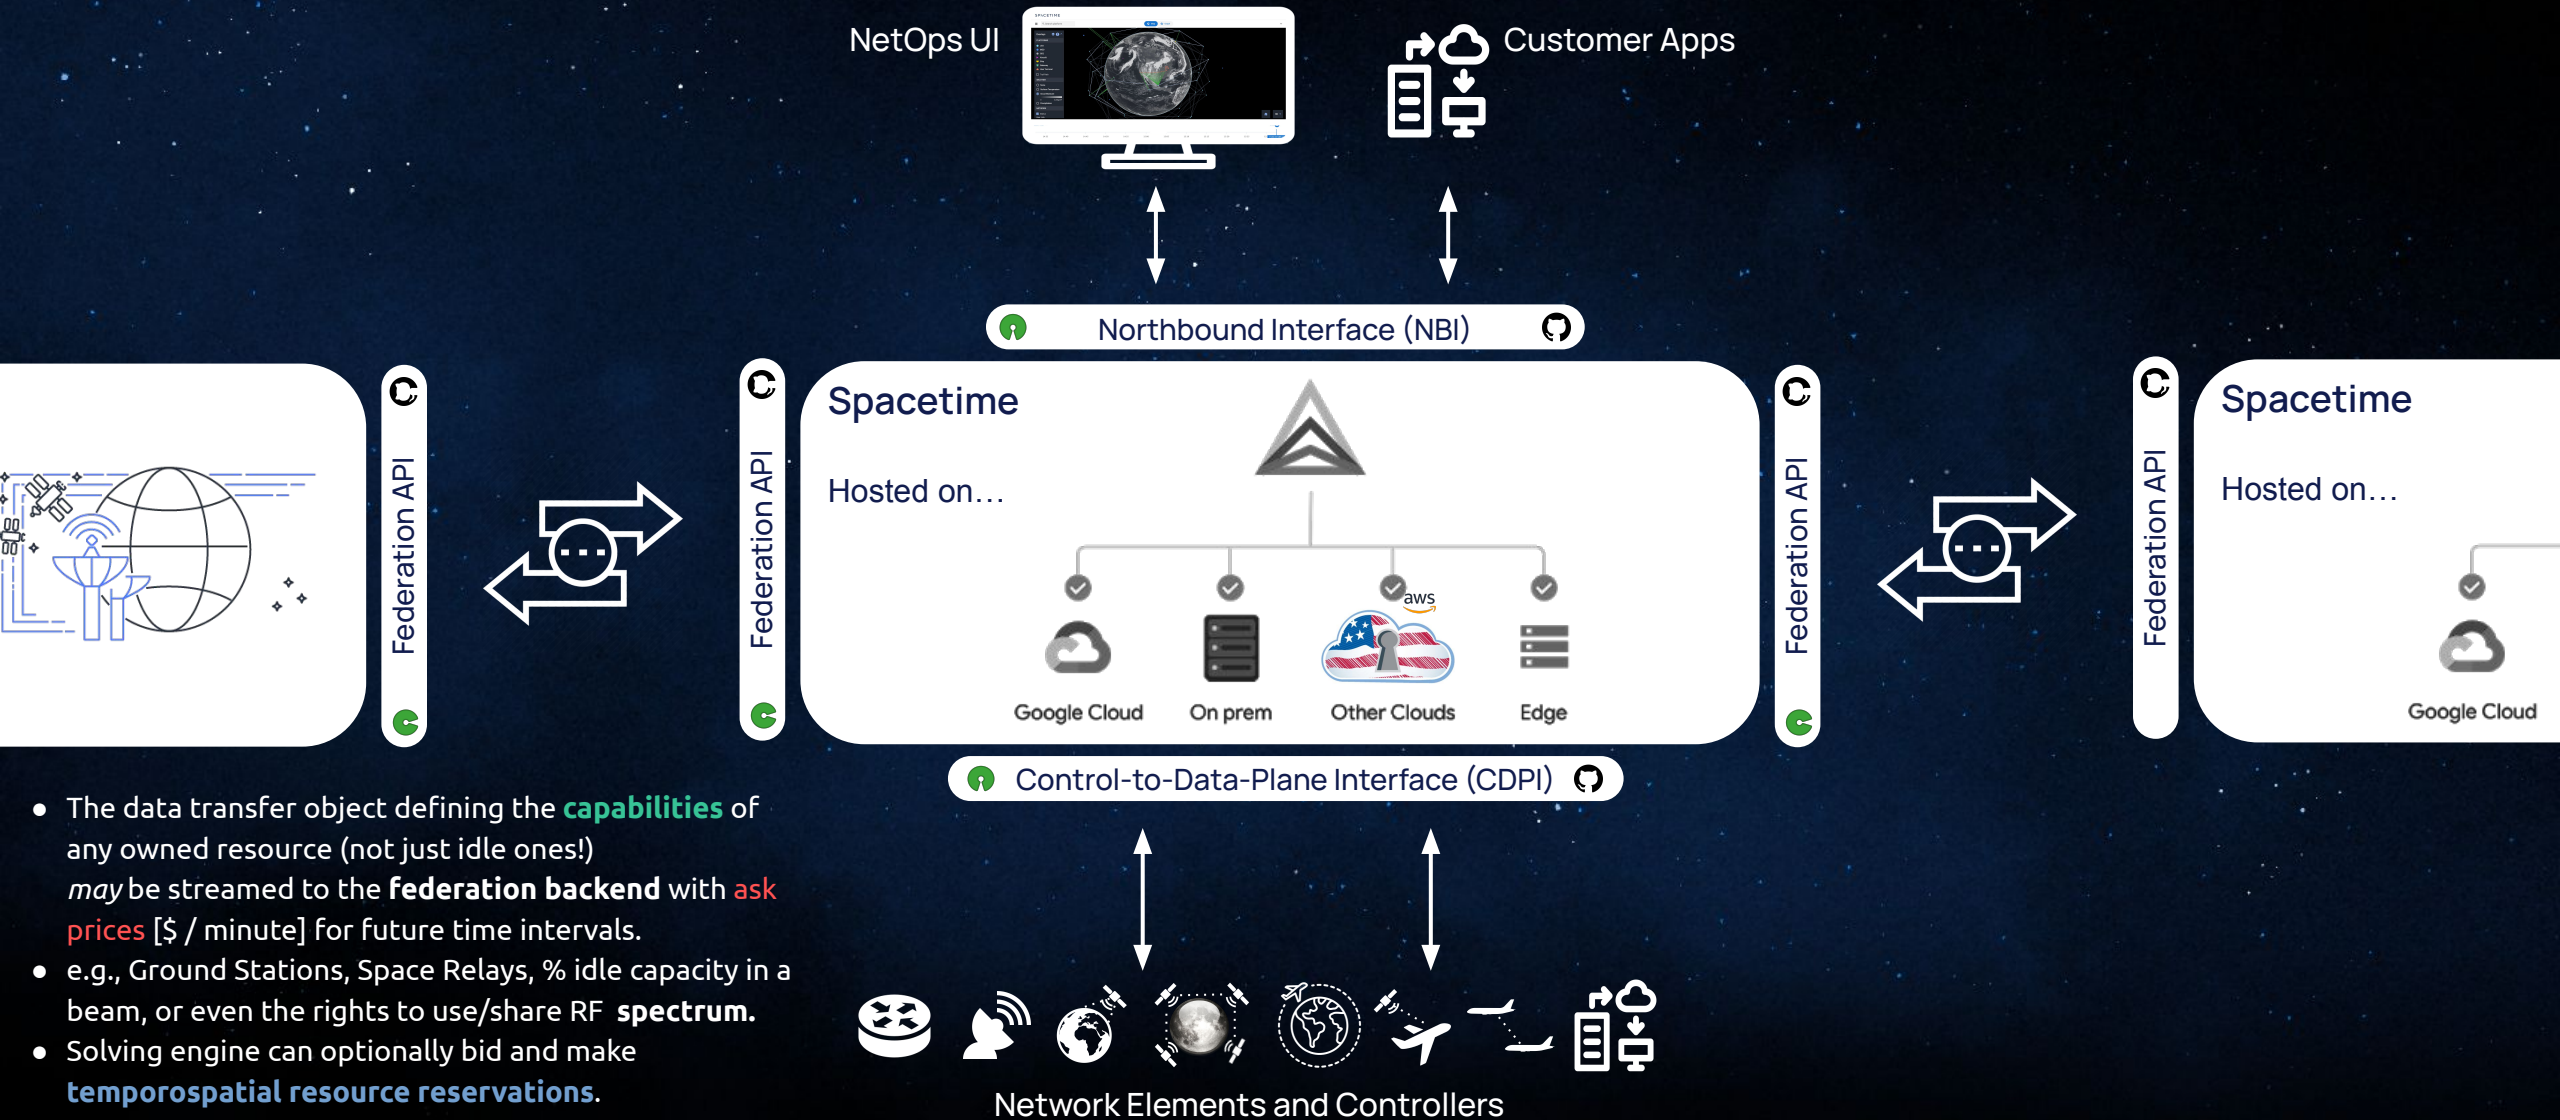 NetOps UI
SPACETIME
Customer Apps
Northbound Interface (NBI)
Federation API
Federation API
Spacetime
Hosted on...
aws
Google Cloud
On prem
Other Clouds
Edge
Federation API
Federation API
Spacetime
Hosted on...
Google Cloud
Control-to-Data-Plane Interface (CDPI)
● The data transfer object defining the capabilities of
any owned resource (not just idle ones!)
may be streamed to the federation backend with ask
prices [$ / minute] for future time intervals.
● e.g., Ground Stations, Space Relays, % idle capacity in a
beam, or even the rights to use/share RF spectrum.
● Solving engine can optionally bid and make
temporospatial resource reservations.
Network Elements and Controllers